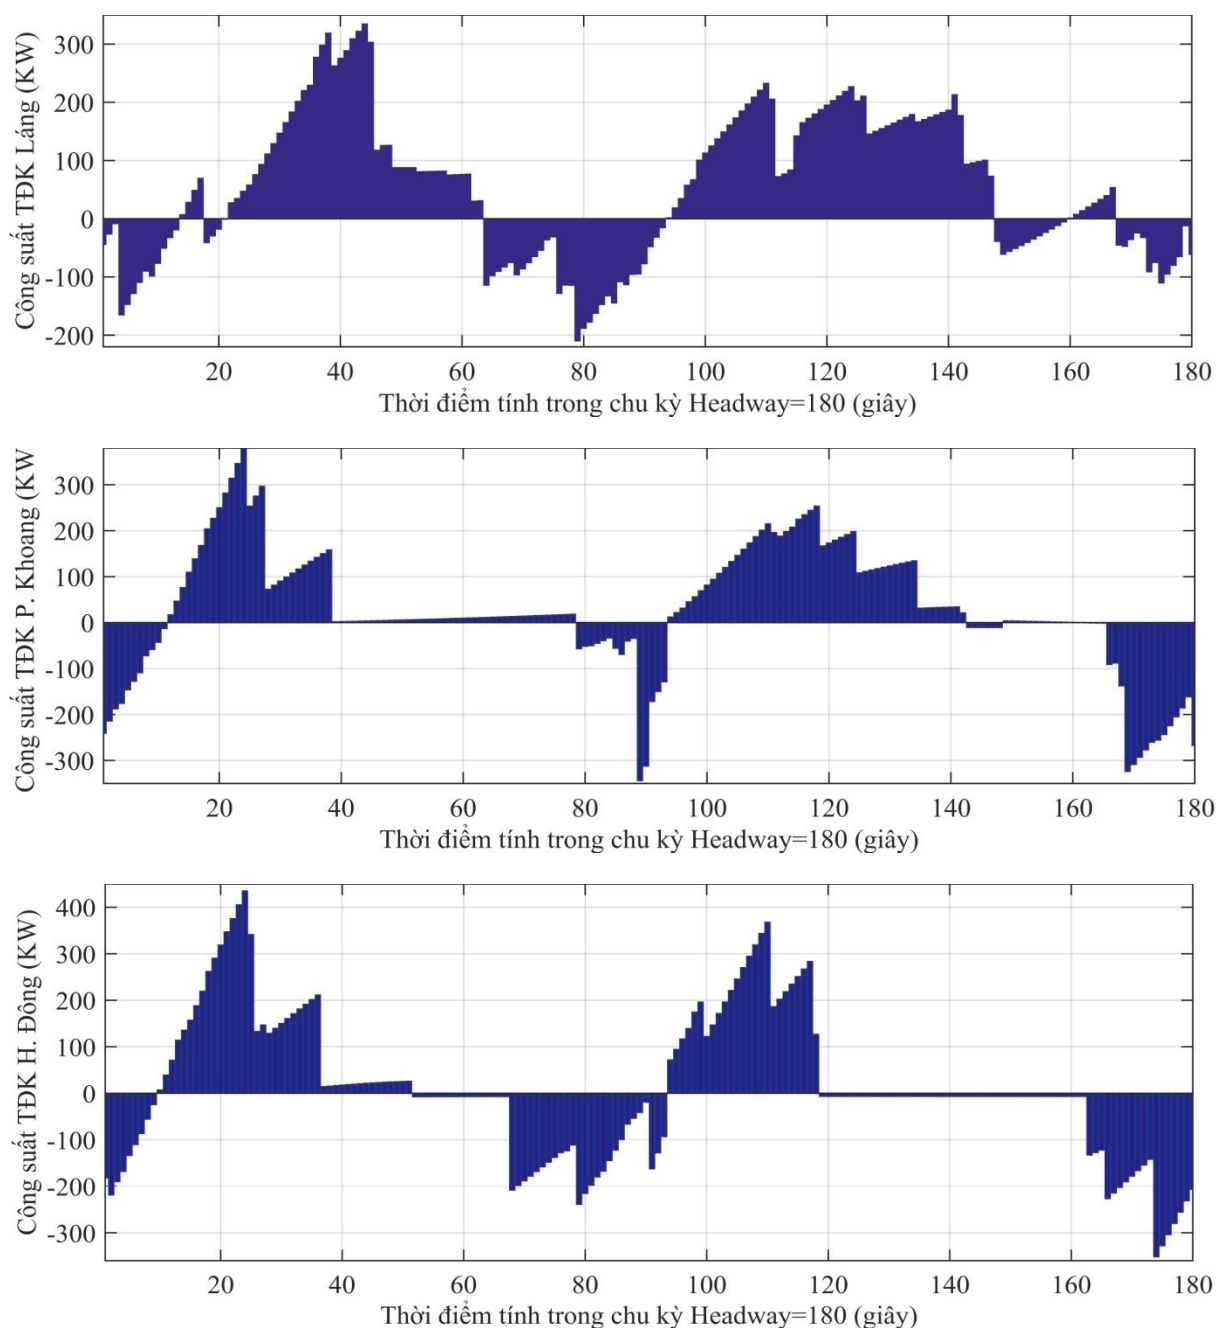 Công suất TĐK Láng (KW)
300
200
100
0
-100
-200
20 40 60 80 100 120 140 160 180
Thời điểm tính trong chu kỳ Headway=180 (giây)
Công suất TĐK P. Khoang (KW
300
200
100
0
-100
-200
-300
20 40 60 80 100 120 140 160 180
Thời điểm tính trong chu kỳ Headway=180 (giây)
Công suất TĐK H. Đông (KW)
400
300
200
100
0
-100
-200
-300
20 40 60 80 100 120 140 160 180
Thời điểm tính trong chu kỳ Headway=180 (giây)